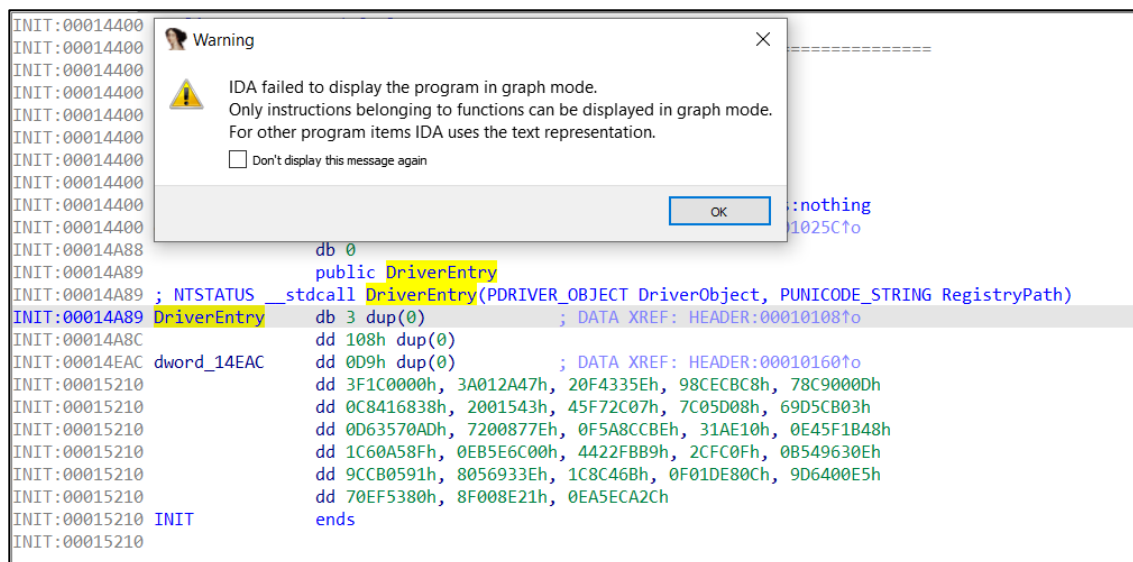 INIT:00014400
Warning
INIT:00014400 ===============
INIT:00014400
INIT:00014400 IDA failed to display the program in graph mode.
INIT:00014400 Only instructions belonging to functions can be displayed in graph mode.
INIT:00014400 For other program items IDA uses the text representation.
INIT:00014400 Don't display this message again
INIT:00014400
INIT:00014400 OK :nothing
INIT:00014400 01025C↑o
INIT:00014A88 db 0
INIT:00014A89 public DriverEntry
INIT:00014A89 ; NTSTATUS __stdcall DriverEntry(PDRIVER_OBJECT DriverObject, PUNICODE_STRING RegistryPath)
INIT:00014A89 DriverEntry db 3 dup(0) ; DATA XREF: HEADER:00010108↑o
INIT:00014A8C dd 108h dup(0)
INIT:00014EAC dword_14EAC dd 0D9h dup(0) ; DATA XREF: HEADER:00010160↑o
INIT:00015210 dd 3F1C0000h, 3A012A47h, 20F4335Eh, 98CECBC8h, 78C9000Dh
INIT:00015210 dd 0C8416838h, 2001543h, 45F72C07h, 7C05D08h, 69D5CB03h
INIT:00015210 dd 0D63570ADh, 7200877Eh, 0F5A8CCBEh, 31AE10h, 0E45F1B48h
INIT:00015210 dd 1C60A58Fh, 0EB5E6C00h, 4422FBB9h, 2CFC0Fh, 0B549630Eh
INIT:00015210 dd 9CCB0591h, 8056933Eh, 1C8C46Bh, 0F01DE80Ch, 9D6400E5h
INIT:00015210 dd 70EF5380h, 8F008E21h, 0EA5ECA2Ch
INIT:00015210 INIT ends
INIT:00015210